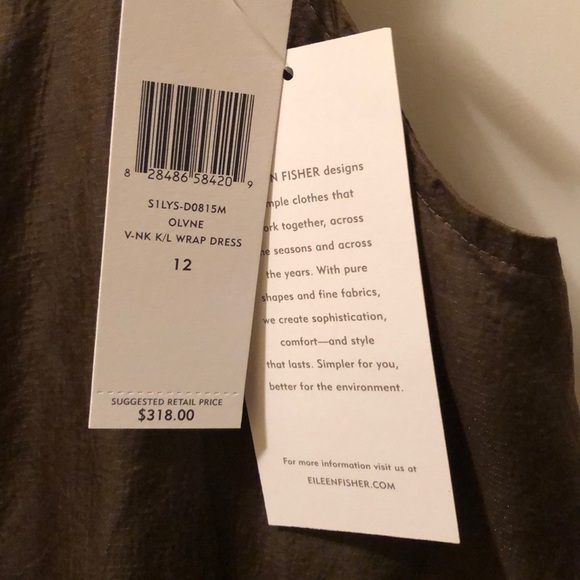 8 28486 58420 9
S1LYS-D0815M
OLVNE
V-NK K/L WRAP DRESS
12
SUGGESTED RETAIL PRICE
$318.00
N FISHER designs
mple clothes that
ork together, across
e seasons and across
the years. With pure
shapes and fine fabrics,
we create sophistication,
comfort—and style
that lasts. Simpler for you,
better for the environment.
For more information visit us at
EILEENFISHER.COM